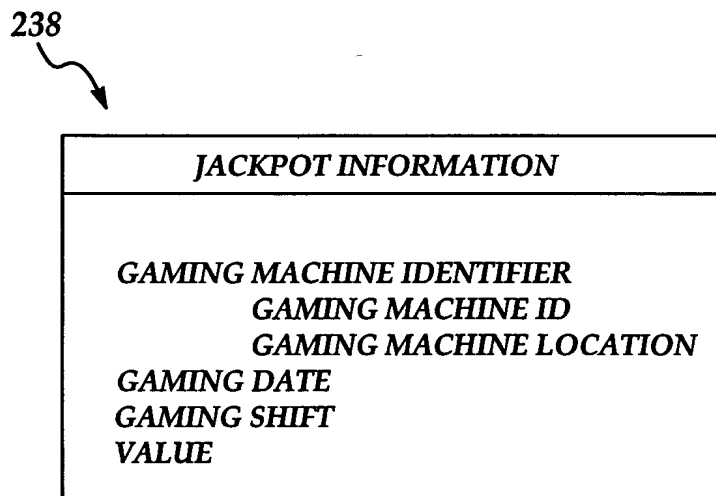 238
JACKPOT INFORMATION
GAMING MACHINE IDENTIFIER
GAMING MACHINE ID
GAMING MACHINE LOCATION
GAMING DATE
GAMING SHIFT
VALUE